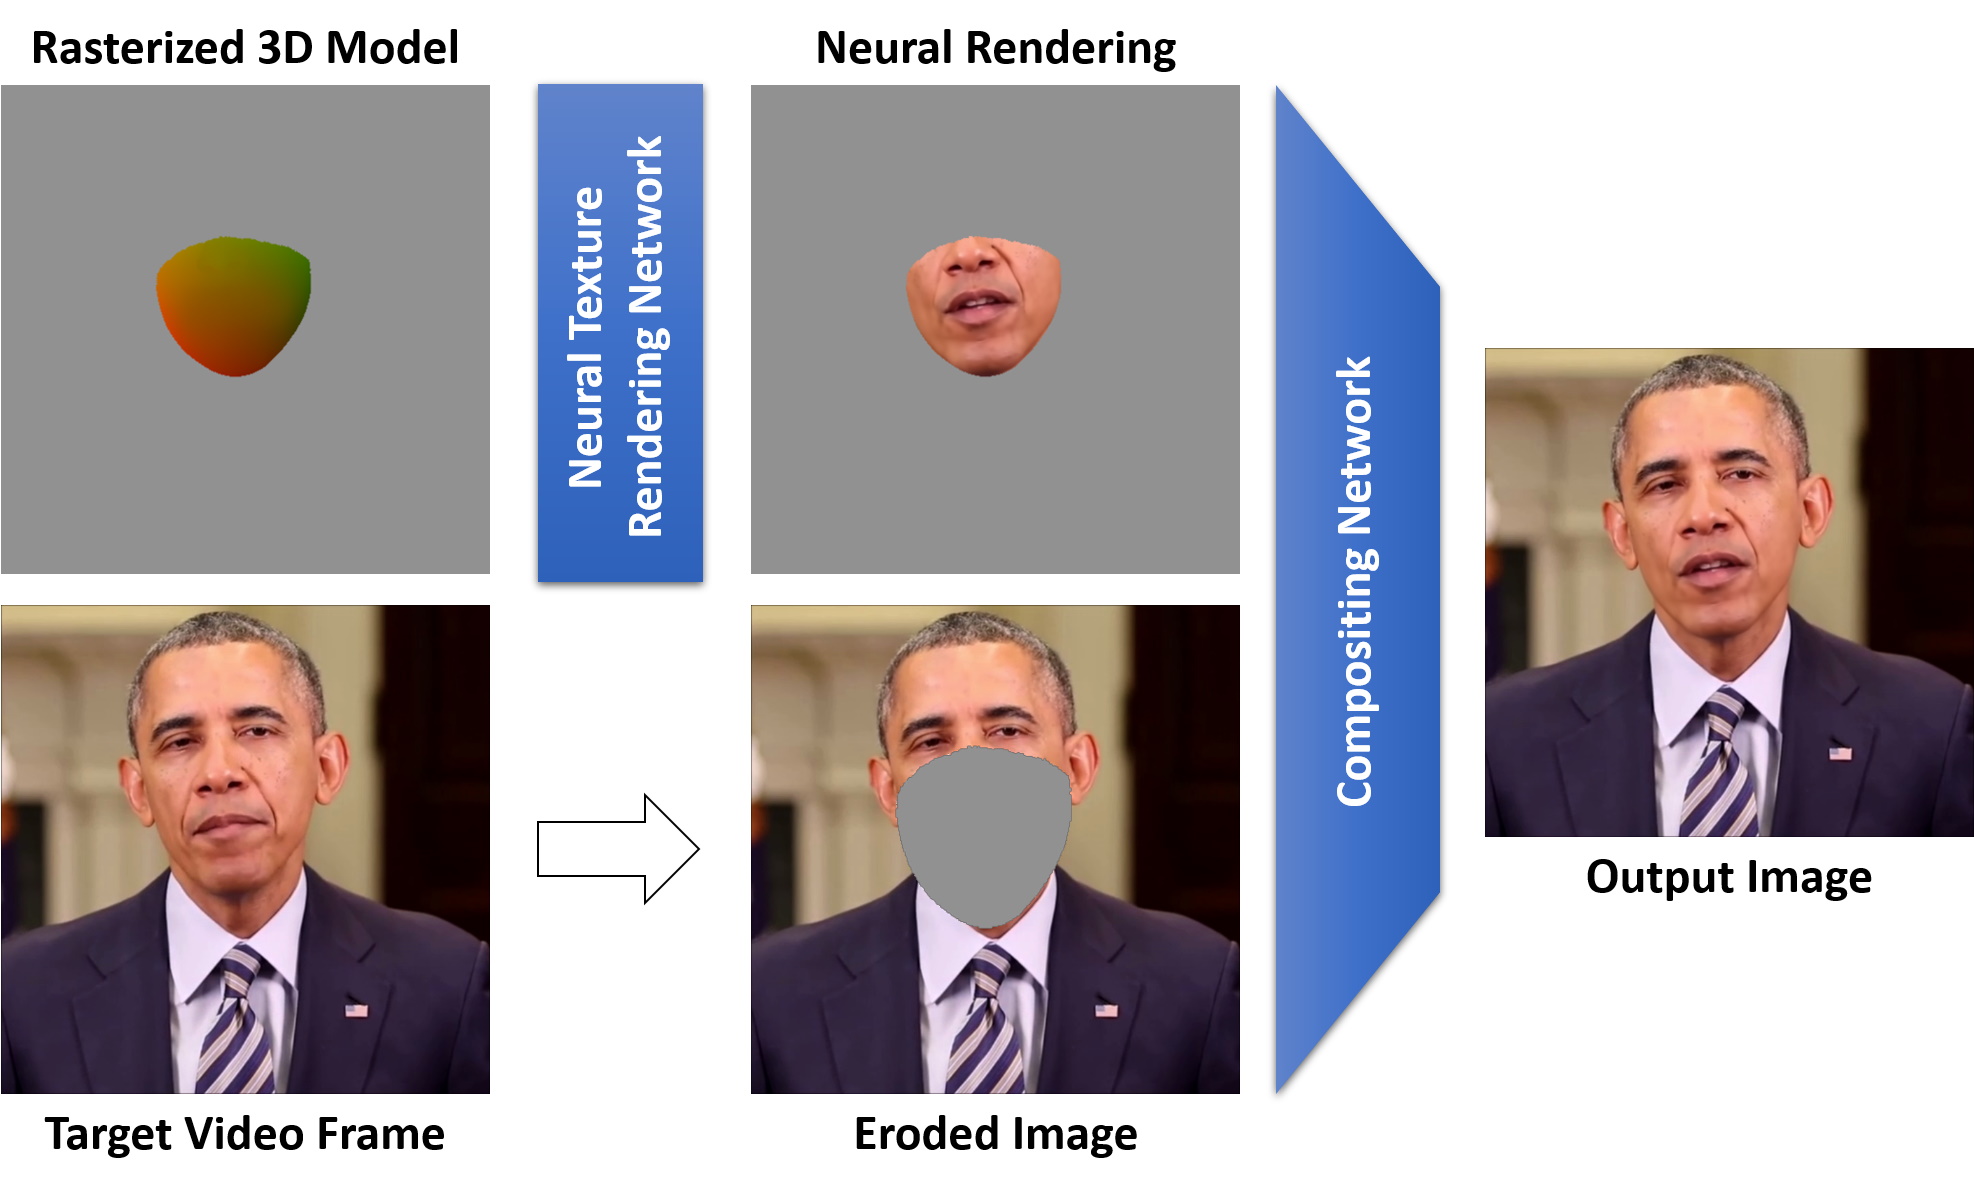 Rasterized 3D Model
Neural Rendering
Neural Texture
Rendering Network
Compositing Network
Output Image
Target Video Frame
Eroded Image